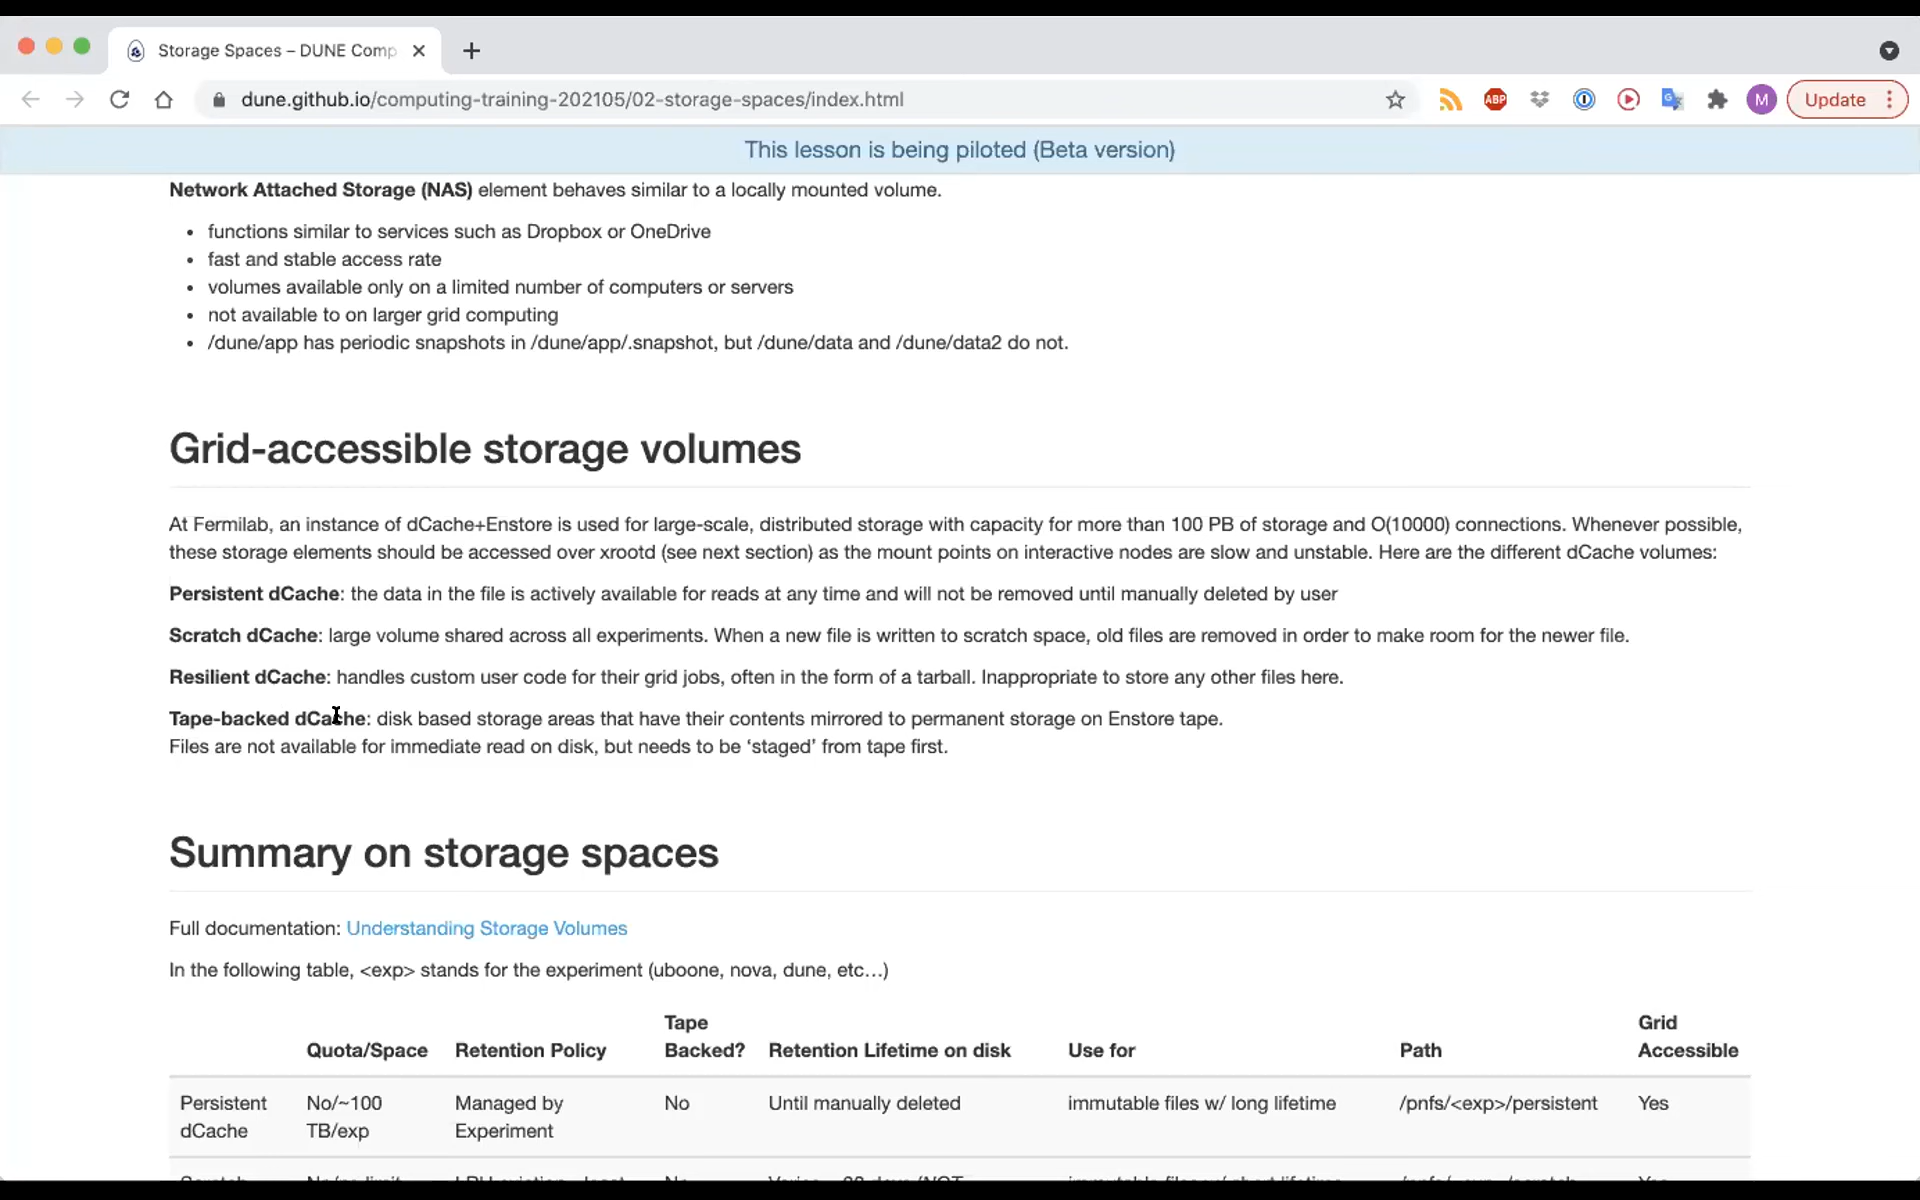 Storage Spaces – DUNE Comp
dune.github.io/computing-training-202105/02-storage-spaces/index.html
ABP
M
Update
This lesson is being piloted (Beta version)
Network Attached Storage (NAS) element behaves similar to a locally mounted volume.
• functions similar to services such as Dropbox or OneDrive
• fast and stable access rate
• volumes available only on a limited number of computers or servers
• not available to on larger grid computing
• /dune/app has periodic snapshots in /dune/app/.snapshot, but /dune/data and /dune/data2 do not.
Grid-accessible storage volumes
At Fermilab, an instance of dCache+Enstore is used for large-scale, distributed storage with capacity for more than 100 PB of storage and O(10000) connections. Whenever possible,
these storage elements should be accessed over xrootd (see next section) as the mount points on interactive nodes are slow and unstable. Here are the different dCache volumes:
Persistent dCache: the data in the file is actively available for reads at any time and will not be removed until manually deleted by user
Scratch dCache: large volume shared across all experiments. When a new file is written to scratch space, old files are removed in order to make room for the newer file.
Resilient dCache: handles custom user code for their grid jobs, often in the form of a tarball. Inappropriate to store any other files here.
Tape-backed dCache: disk based storage areas that have their contents mirrored to permanent storage on Enstore tape.
Files are not available for immediate read on disk, but needs to be ‘staged’ from tape first.
Summary on storage spaces
Full documentation: Understanding Storage Volumes
In the following table, <exp> stands for the experiment (uboone, nova, dune, etc…)
Quota/Space Retention Policy Tape Backed? Retention Lifetime on disk Use for Path Grid Accessible
Persistent dCache No/~100 TB/exp Managed by Experiment No Until manually deleted immutable files w/ long lifetime /pnfs/<exp>/persistent Yes